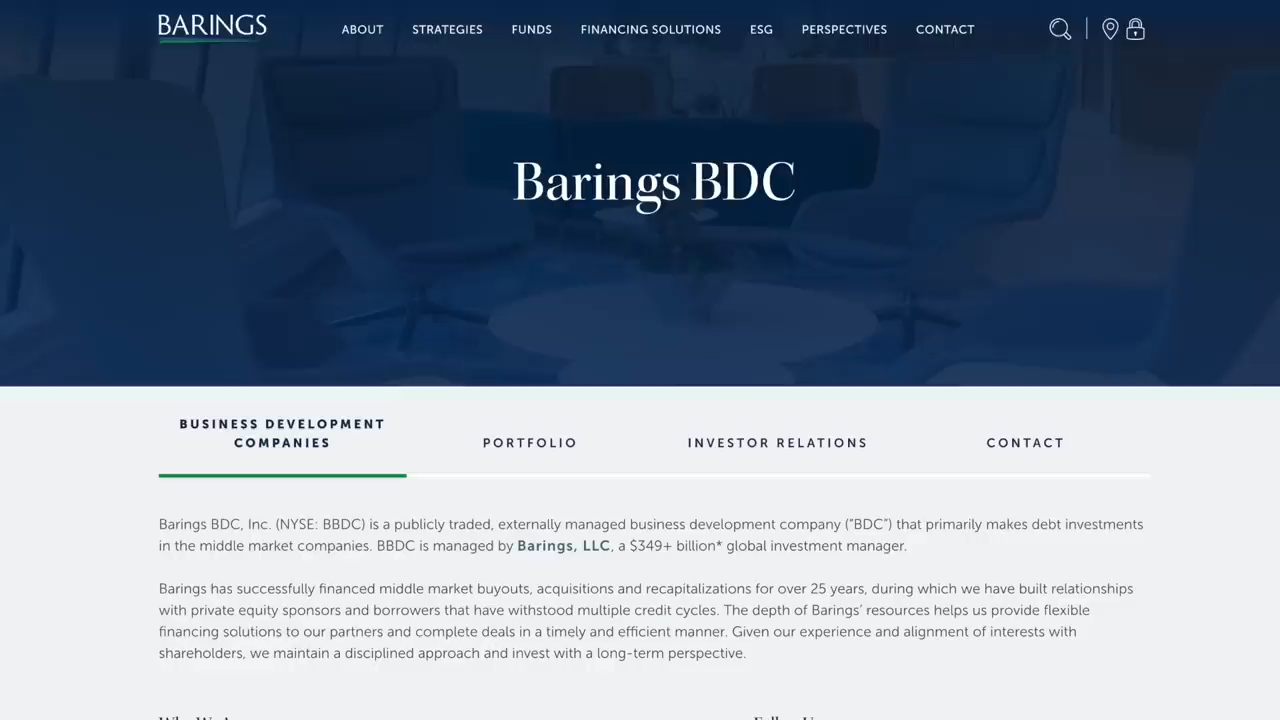 BARINGS
ABOUT STRATEGIES FUNDS FINANCING SOLUTIONS ESG PERSPECTIVES CONTACT
Barings BDC
BUSINESS DEVELOPMENT
COMPANIES
PORTFOLIO
INVESTOR RELATIONS
CONTACT
Barings BDC, Inc. (NYSE: BBDC) is a publicly traded, externally managed business development company (“BDC”) that primarily makes debt investments
in the middle market companies. BBDC is managed by Barings, LLC, a $349+ billion* global investment manager.
Barings has successfully financed middle market buyouts, acquisitions and recapitalizations for over 25 years, during which we have built relationships
with private equity sponsors and borrowers that have withstood multiple credit cycles. The depth of Barings’ resources helps us provide flexible
financing solutions to our partners and complete deals in a timely and efficient manner. Given our experience and alignment of interests with
shareholders, we maintain a disciplined approach and invest with a long-term perspective.